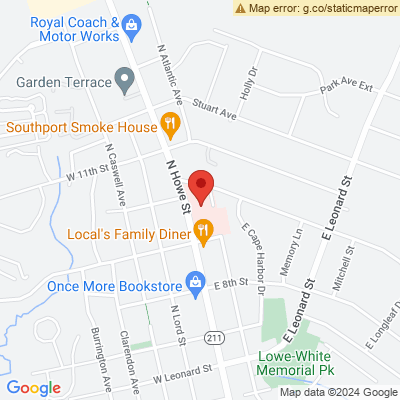 Map error: g.co/staticmaperror
Royal Coach &
Motor Works
N Atlantic Ave
Holly Dr
Park Ave Ext
Garden Terrace
Stuart Ave
Southport Smoke House
W 11th St
N Caswell Ave
N Howe St
E Leonard St
Local's Family Diner
E Cape Harbor Dr
Memory Ln
Mitchell St
Once More Bookstore
E 8th St
E Leonard St
Burrington Ave
Clarendon Ave
N Lord St
211
E Longleaf D
Lowe-White
Memorial Pk
W Leonard St
Google
Map data ©2024 Google